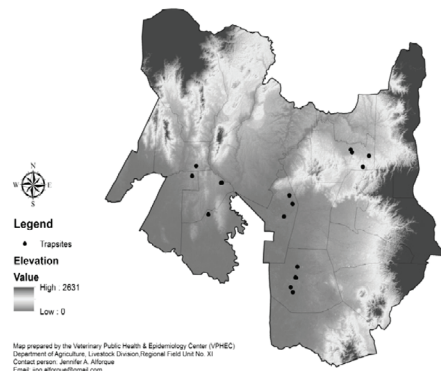 N
W E
S
Legend
Trapsites
Elevation
Value
High : 2631
Low : 0
Map prepared by the Veterinary Public Health & Epidemiology Center (VPHEC)
Department of Agriculture, Livestock Division,Regional Field Unit No. XI
Contact person: Jennifer A. Alforque
Email: